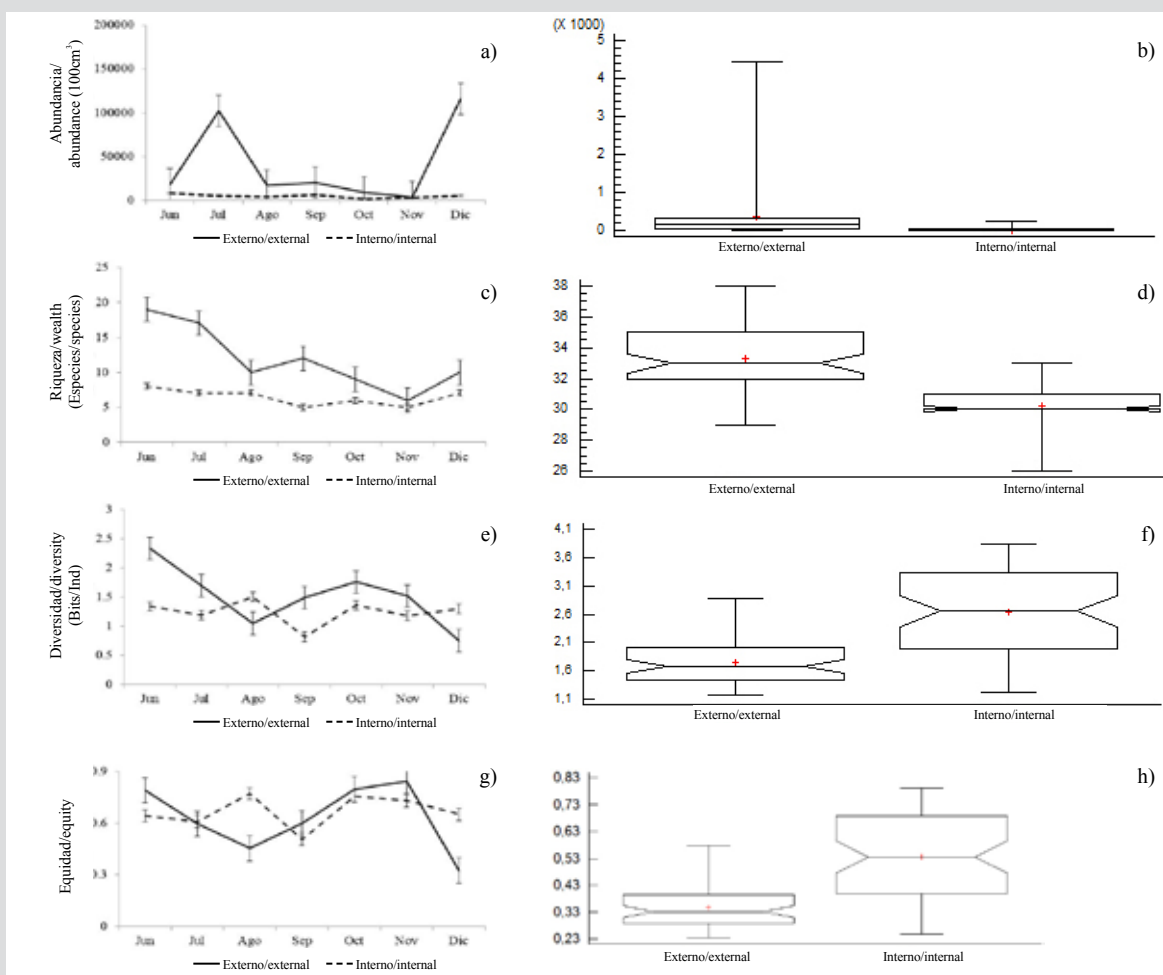 a)
Abundancia/
abundance (100cm³)
200000
150000
100000
50000
0
Jun Jul Ago Sep Oct Nov Dic
Externo/external Interno/internal
b)
(X 1000)
5
4
3
2
1
0
Externo/external Interno/internal
c)
Riqueza/wealth
(Especies/species)
25
20
15
10
5
0
Jun Jul Ago Sep Oct Nov Dic
Externo/external Interno/internal
d)
38
36
34
32
30
28
26
Externo/external Interno/internal
e)
Diversidad/diversity
(Bits/Ind)
3
2.5
2
1.5
1
0.5
0
Jun Jul Ago Sep Oct Nov Dic
Externo/external Interno/internal
f)
4,1
3,6
3,1
2,6
2,1
1,6
1,1
Externo/external Interno/internal
g)
Equidad/equity
0.9
0.6
0.3
0
Jun Jul Ago Sep Oct Nov Dic
Externo/external Interno/internal
h)
0,83
0,73
0,63
0,53
0,43
0,33
0,23
Externo/external Interno/internal